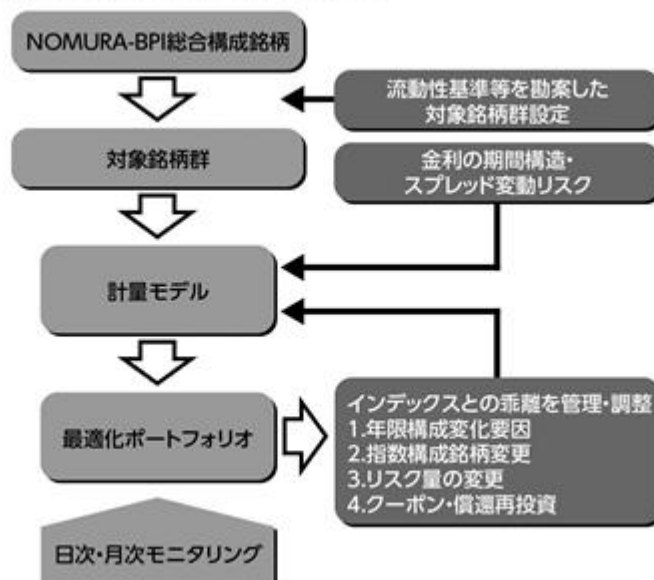 NOMURA-BPI総合構成銘柄
流動性基準等を勘案した
対象銘柄群設定
対象銘柄群
金利の期間構造・
スプレッド変動リスク
計量モデル
最適化ポートフォリオ
インデックスとの乖離を管理・調整
1.年限構成変化要因
2.指数構成銘柄変更
3.リスク量の変更
4.クーポン・償還再投資
日次・月次モニタリング